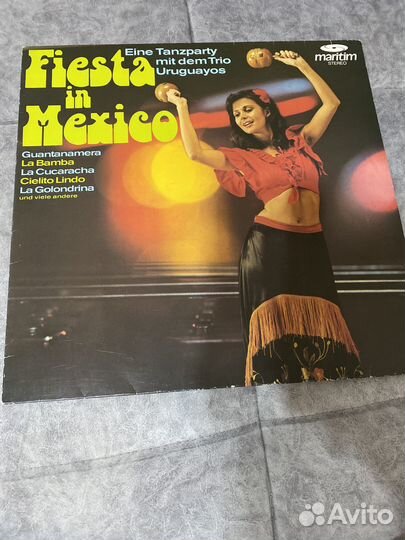 Fiesta
in
Mexico
Eine Tanzparty
mit dem Trio
Uruguayos
maritim
STEREO
Guantanamera
La Bamba
La Cucaracha
Cielito Lindo
La Golondrina
und viele andere
Avito